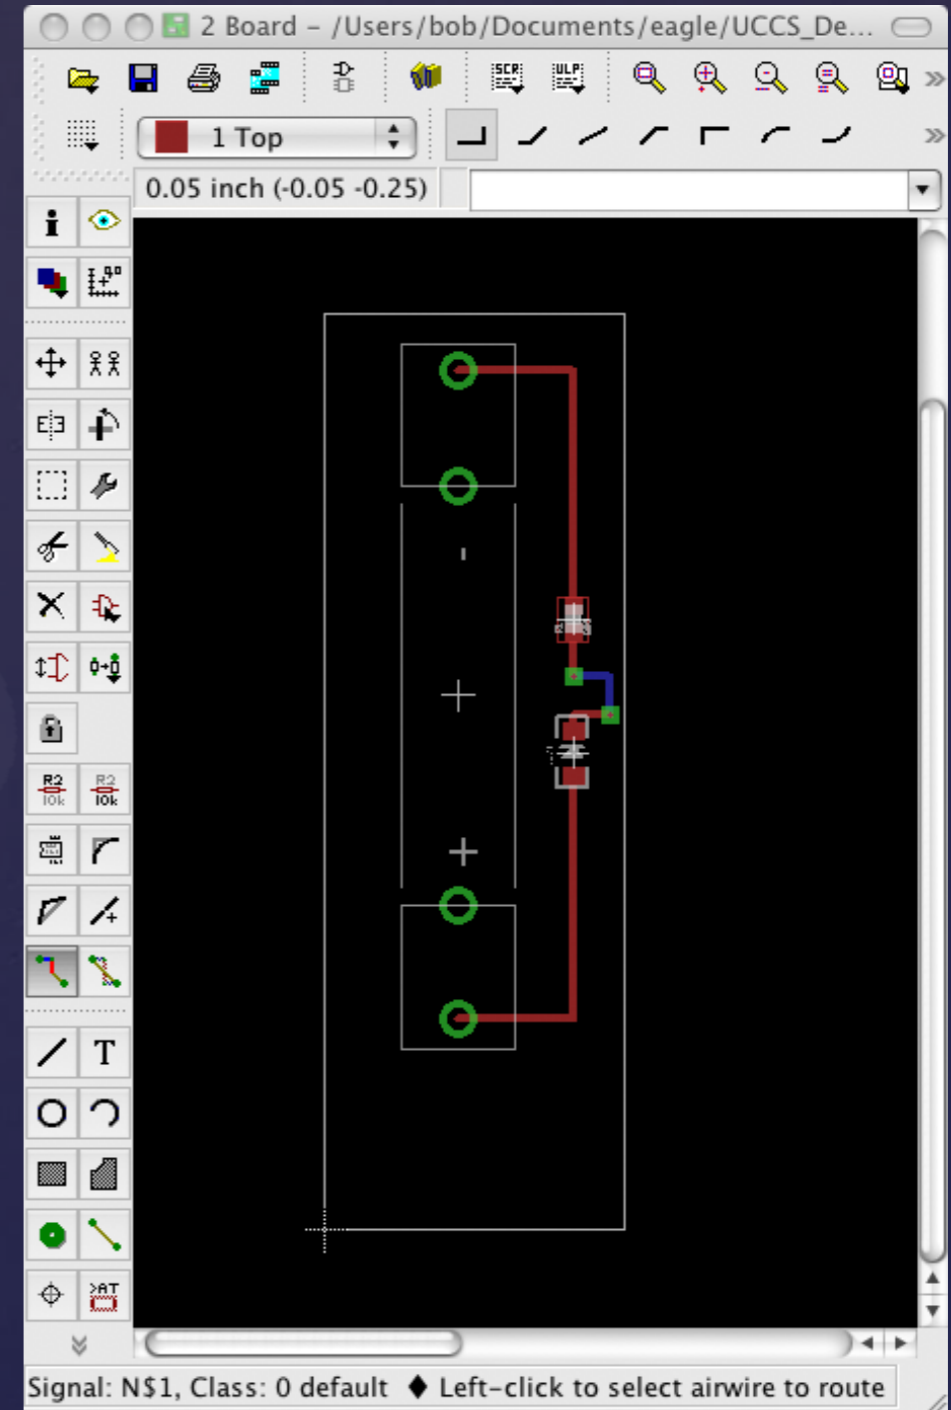 2 Board - /Users/bob/Documents/eagle/UCCS_De...
SCR ULP
1 Top
0.05 inch (-0.05 -0.25)
i
R2 R2
10k 10k
T
>AT
Signal: N$1, Class: 0 default ♦ Left-click to select airwire to route